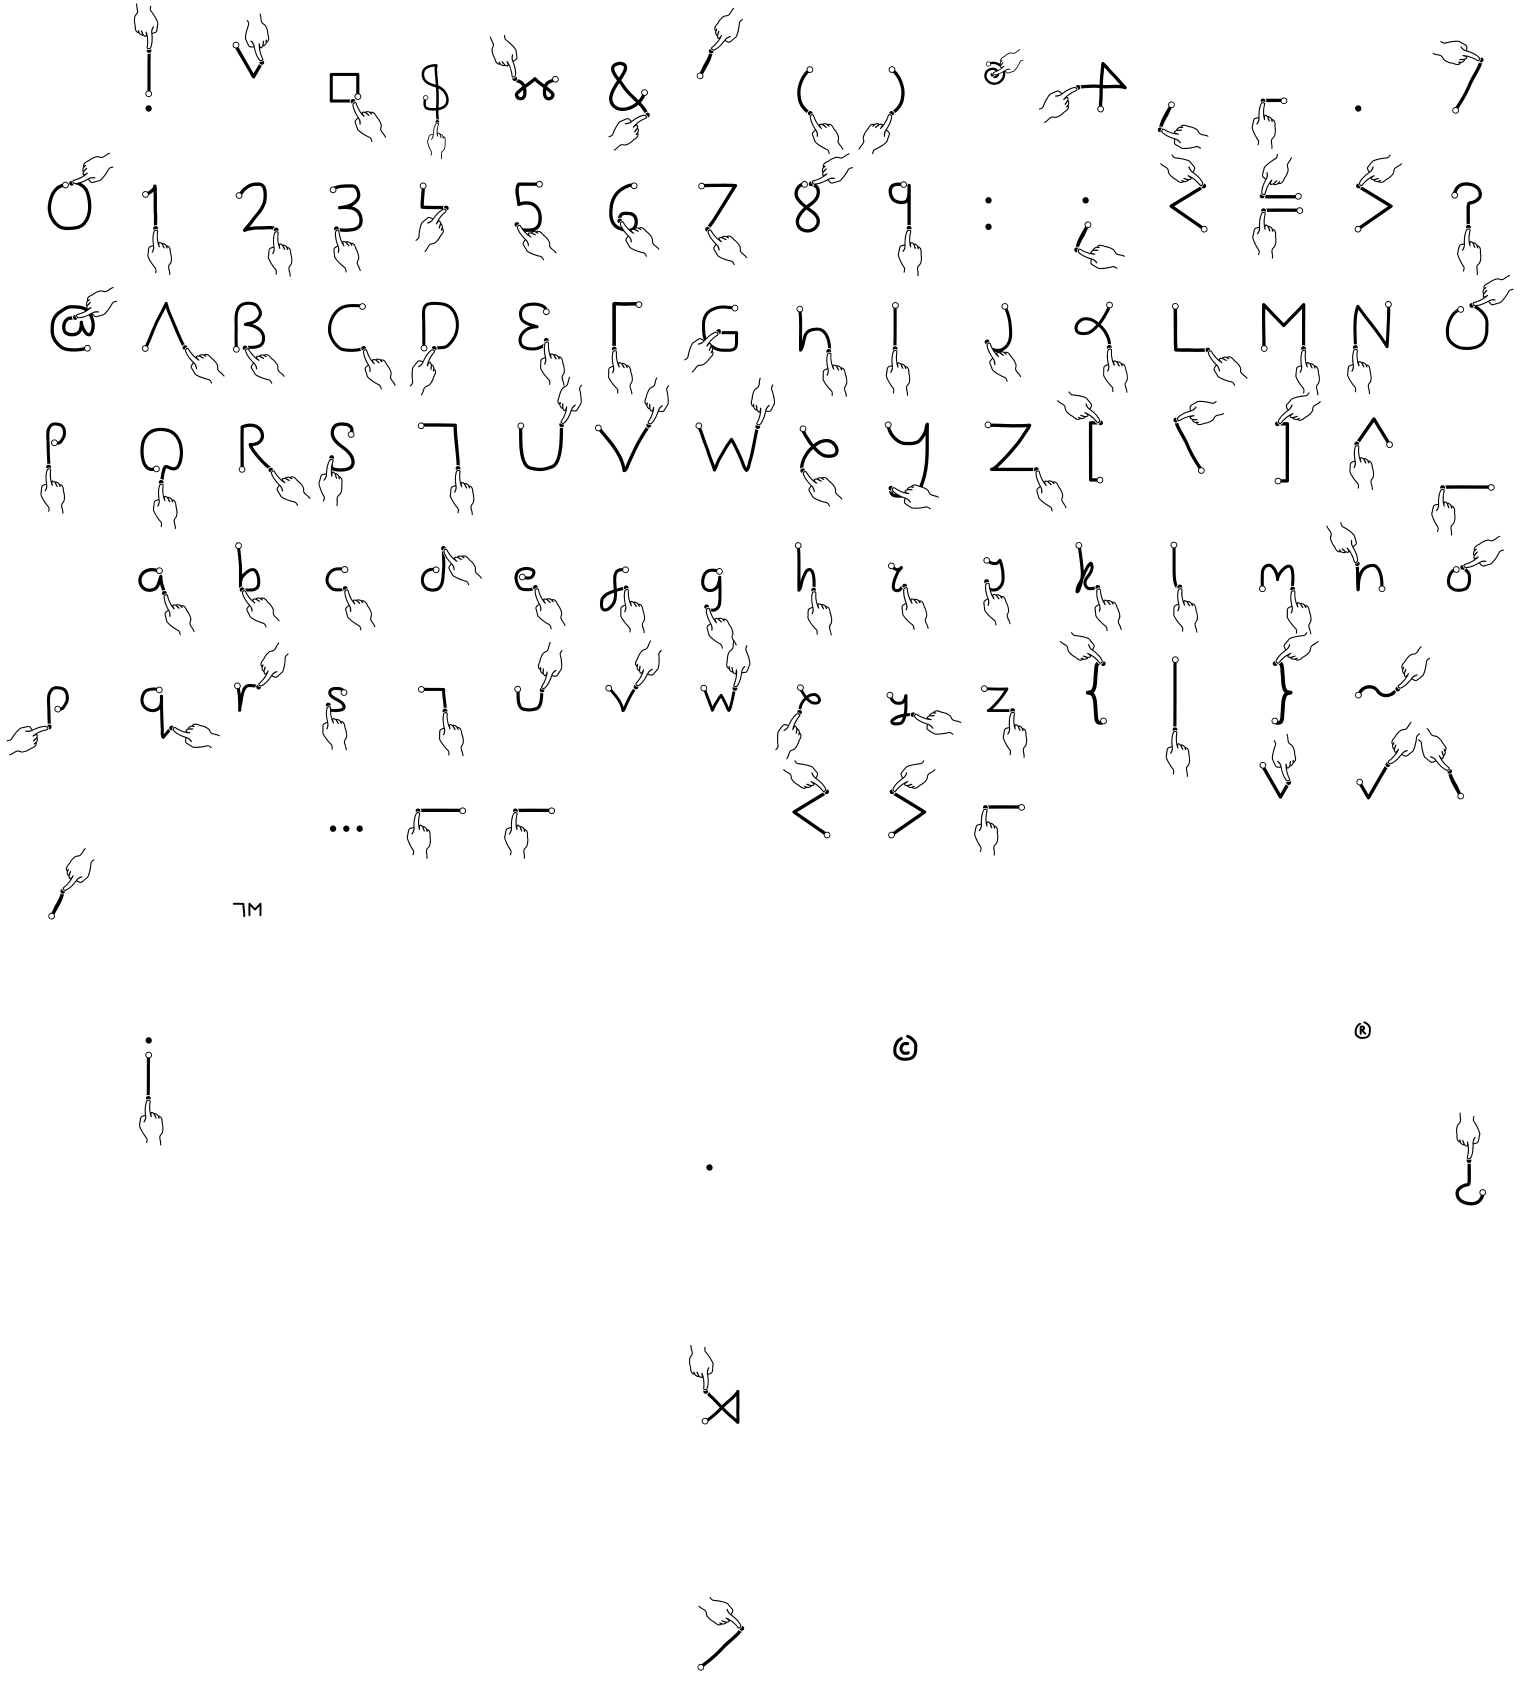 ! " # $ % & ' ( ) * + , - . /
0 1 2 3 4 5 6 7 8 9 : ; < = > ?
@ A B C D E F G H I J K L M N O
P Q R S T U V W X Y Z [ \ ] ^ _
a b c d e f g h i j k l m n o
p q r s t u v w x y z { | } ~
… < >
™
¡ © ®
· ¿